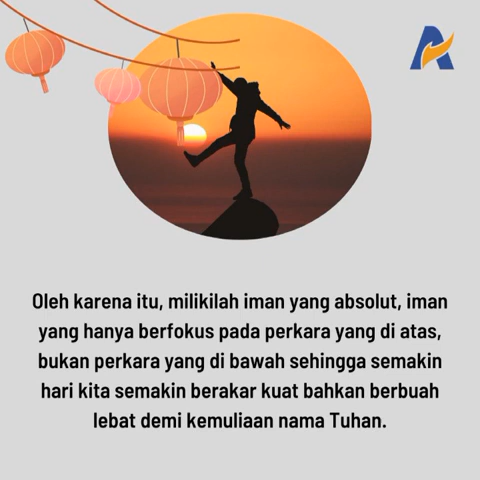 Oleh karena itu, milikilah iman yang absolut, iman
yang hanya berfokus pada perkara yang di atas,
bukan perkara yang di bawah sehingga semakin
hari kita semakin berakar kuat bahkan berbuah
lebat demi kemuliaan nama Tuhan.